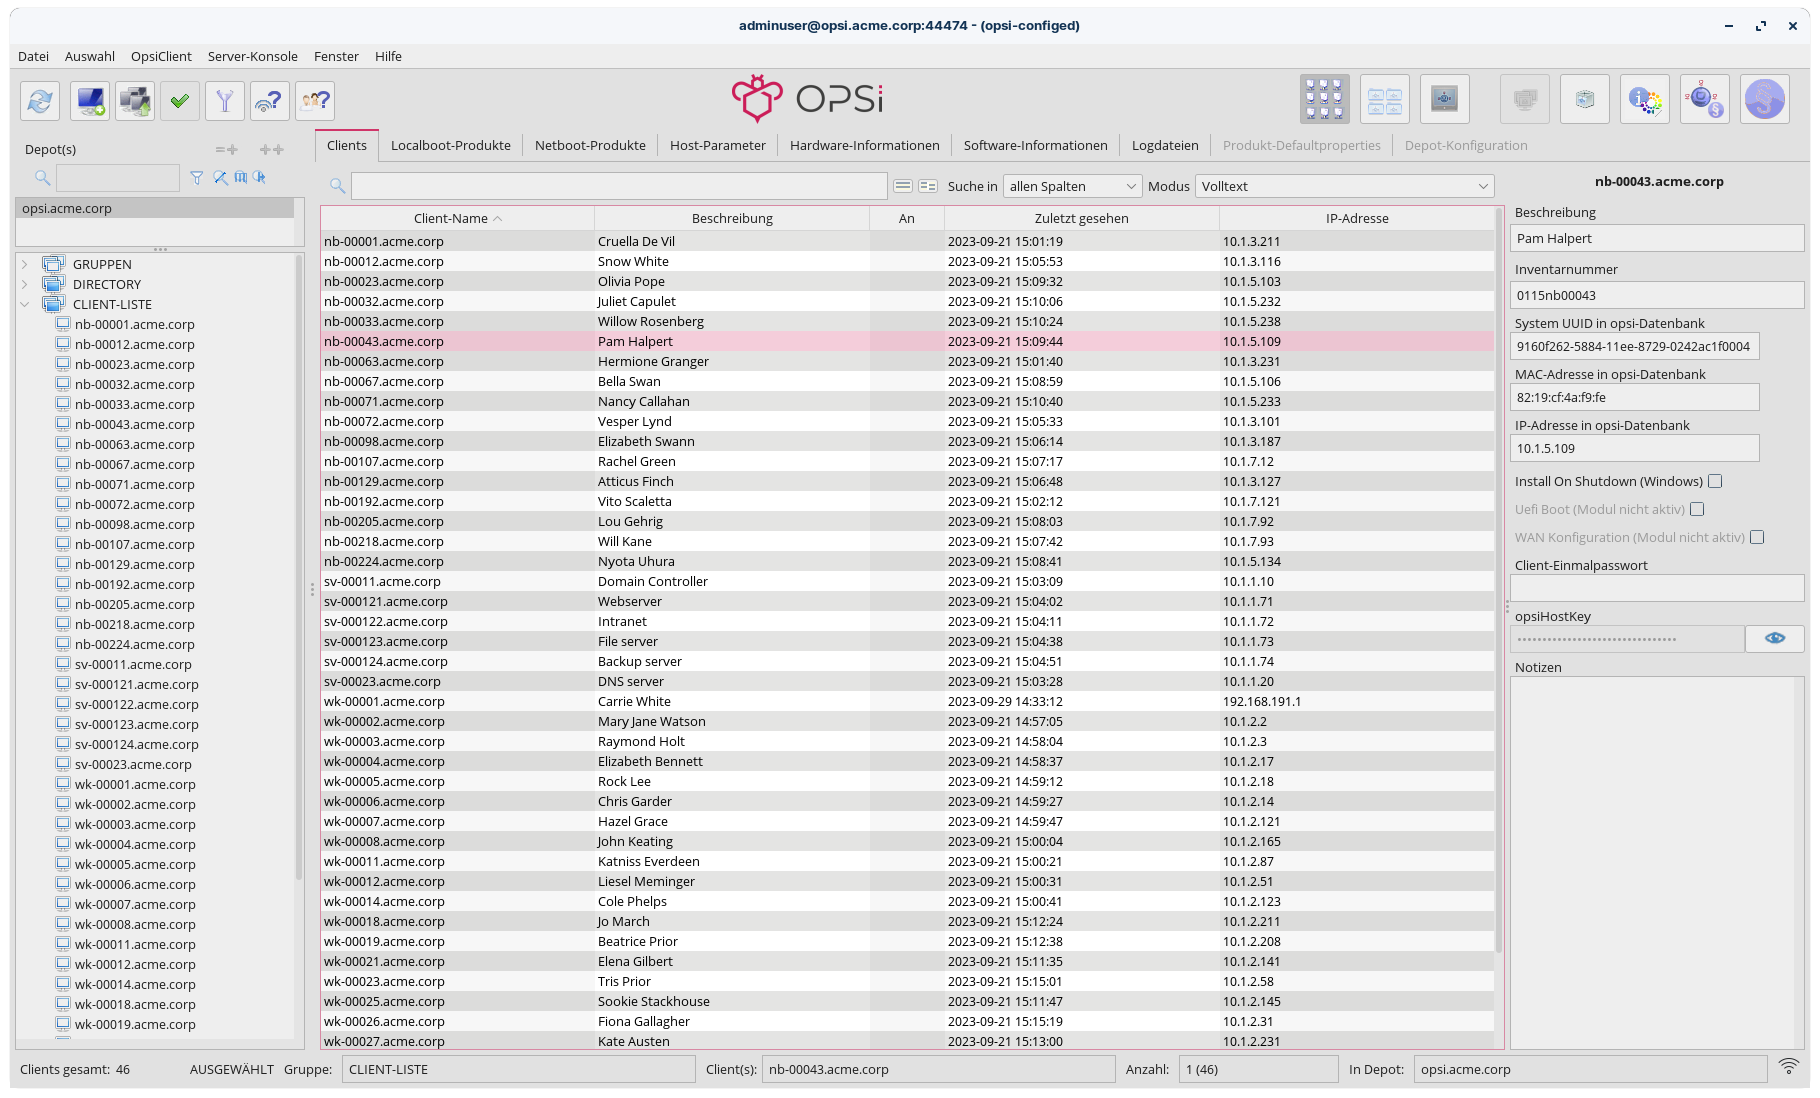 adminuser@opsi.acme.corp:44474 - (opsi-configed)
Datei Auswahl OpsiClient Server-Konsole Fenster Hilfe
OPSi
Depot(s)
Clients Localboot-Produkte Netboot-Produkte Host-Parameter Hardware-Informationen Software-Informationen Logdateien Produkt-Defaultproperties Depot-Konfiguration
opsi.acme.corp
GRUPPEN
DIRECTORY
CLIENT-LISTE
nb-00001.acme.corp
nb-00012.acme.corp
nb-00023.acme.corp
nb-00032.acme.corp
nb-00033.acme.corp
nb-00043.acme.corp
nb-00063.acme.corp
nb-00067.acme.corp
nb-00071.acme.corp
nb-00072.acme.corp
nb-00098.acme.corp
nb-00107.acme.corp
nb-00129.acme.corp
nb-00192.acme.corp
nb-00205.acme.corp
nb-00218.acme.corp
nb-00224.acme.corp
sv-00011.acme.corp
sv-000121.acme.corp
sv-000122.acme.corp
sv-000123.acme.corp
sv-000124.acme.corp
sv-00023.acme.corp
wk-00001.acme.corp
wk-00002.acme.corp
wk-00003.acme.corp
wk-00004.acme.corp
wk-00005.acme.corp
wk-00006.acme.corp
wk-00007.acme.corp
wk-00008.acme.corp
wk-00011.acme.corp
wk-00012.acme.corp
wk-00014.acme.corp
wk-00018.acme.corp
wk-00019.acme.corp
Suche in allen Spalten Modus Volltext
Client-Name Beschreibung An Zuletzt gesehen IP-Adresse
nb-00001.acme.corp Cruella De Vil 2023-09-21 15:01:19 10.1.3.211
nb-00012.acme.corp Snow White 2023-09-21 15:05:53 10.1.3.116
nb-00023.acme.corp Olivia Pope 2023-09-21 15:09:32 10.1.5.103
nb-00032.acme.corp Juliet Capulet 2023-09-21 15:10:06 10.1.5.232
nb-00033.acme.corp Willow Rosenberg 2023-09-21 15:10:24 10.1.5.238
nb-00043.acme.corp Pam Halpert 2023-09-21 15:09:44 10.1.5.109
nb-00063.acme.corp Hermione Granger 2023-09-21 15:01:40 10.1.3.231
nb-00067.acme.corp Bella Swan 2023-09-21 15:08:59 10.1.5.106
nb-00071.acme.corp Nancy Callahan 2023-09-21 15:10:40 10.1.5.233
nb-00072.acme.corp Vesper Lynd 2023-09-21 15:05:33 10.1.3.101
nb-00098.acme.corp Elizabeth Swann 2023-09-21 15:06:14 10.1.3.187
nb-00107.acme.corp Rachel Green 2023-09-21 15:07:17 10.1.7.12
nb-00129.acme.corp Atticus Finch 2023-09-21 15:06:48 10.1.3.127
nb-00192.acme.corp Vito Scaletta 2023-09-21 15:02:12 10.1.7.121
nb-00205.acme.corp Lou Gehrig 2023-09-21 15:08:03 10.1.7.92
nb-00218.acme.corp Will Kane 2023-09-21 15:07:42 10.1.7.93
nb-00224.acme.corp Nyota Uhura 2023-09-21 15:08:41 10.1.5.134
sv-00011.acme.corp Domain Controller 2023-09-21 15:03:09 10.1.1.10
sv-000121.acme.corp Webserver 2023-09-21 15:04:02 10.1.1.71
sv-000122.acme.corp Intranet 2023-09-21 15:04:11 10.1.1.72
sv-000123.acme.corp File server 2023-09-21 15:04:38 10.1.1.73
sv-000124.acme.corp Backup server 2023-09-21 15:04:51 10.1.1.74
sv-00023.acme.corp DNS server 2023-09-21 15:03:28 10.1.1.20
wk-00001.acme.corp Carrie White 2023-09-29 14:33:12 192.168.191.1
wk-00002.acme.corp Mary Jane Watson 2023-09-21 14:57:05 10.1.2.2
wk-00003.acme.corp Raymond Holt 2023-09-21 14:58:04 10.1.2.3
wk-00004.acme.corp Elizabeth Bennett 2023-09-21 14:58:37 10.1.2.17
wk-00005.acme.corp Rock Lee 2023-09-21 14:59:12 10.1.2.18
wk-00006.acme.corp Chris Garder 2023-09-21 14:59:27 10.1.2.14
wk-00007.acme.corp Hazel Grace 2023-09-21 14:59:47 10.1.2.121
wk-00008.acme.corp John Keating 2023-09-21 15:00:04 10.1.2.165
wk-00011.acme.corp Katniss Everdeen 2023-09-21 15:00:21 10.1.2.87
wk-00012.acme.corp Liesel Meminger 2023-09-21 15:00:31 10.1.2.51
wk-00014.acme.corp Cole Phelps 2023-09-21 15:00:41 10.1.2.123
wk-00018.acme.corp Jo March 2023-09-21 15:12:24 10.1.2.211
wk-00019.acme.corp Beatrice Prior 2023-09-21 15:12:38 10.1.2.208
wk-00021.acme.corp Elena Gilbert 2023-09-21 15:11:35 10.1.2.141
wk-00023.acme.corp Tris Prior 2023-09-21 15:15:01 10.1.2.58
wk-00025.acme.corp Sookie Stackhouse 2023-09-21 15:11:47 10.1.2.145
wk-00026.acme.corp Fiona Gallagher 2023-09-21 15:15:19 10.1.2.31
wk-00027.acme.corp Kate Austen 2023-09-21 15:13:00 10.1.2.231
nb-00043.acme.corp
Beschreibung
Pam Halpert
Inventarnummer
0115nb00043
System UUID in opsi-Datenbank
9160f262-5884-11ee-8729-0242ac1f0004
MAC-Adresse in opsi-Datenbank
82:19:cf:4a:f9:fe
IP-Adresse in opsi-Datenbank
10.1.5.109
Install On Shutdown (Windows)
Uefi Boot (Modul nicht aktiv)
WAN Konfiguration (Modul nicht aktiv)
Client-Einmalpasswort
opsiHostKey
Notizen
Clients gesamt: 46 AUSGEWÄHLT Gruppe: CLIENT-LISTE Client(s): nb-00043.acme.corp Anzahl: 1 (46) In Depot: opsi.acme.corp